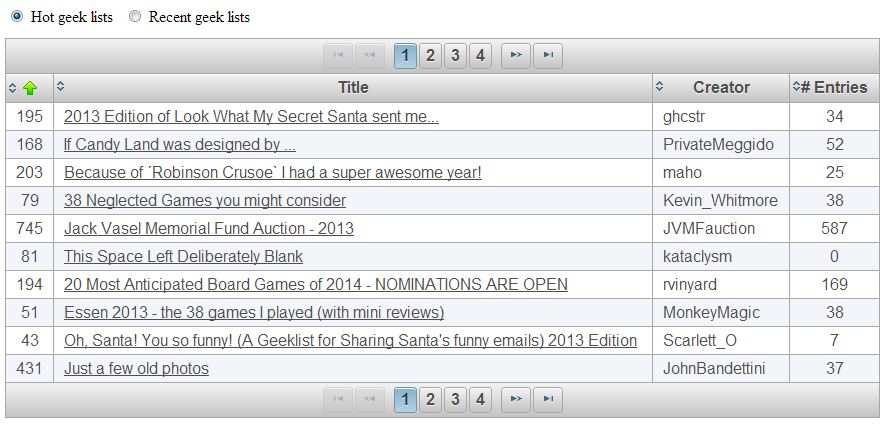 Hot geek lists Recent geek lists
1 2 3 4
Title Creator # Entries
195 2013 Edition of Look What My Secret Santa sent me... ghcstr 34
168 If Candy Land was designed by ... PrivateMeggido 52
203 Because of ´Robinson Crusoe` I had a super awesome year! maho 25
79 38 Neglected Games you might consider Kevin_Whitmore 38
745 Jack Vasel Memorial Fund Auction - 2013 JVMFauction 587
81 This Space Left Deliberately Blank kataclysm 0
194 20 Most Anticipated Board Games of 2014 - NOMINATIONS ARE OPEN rvinyard 169
51 Essen 2013 - the 38 games I played (with mini reviews) MonkeyMagic 38
43 Oh, Santa! You so funny! (A Geeklist for Sharing Santa's funny emails) 2013 Edition Scarlett_O 7
431 Just a few old photos JohnBandettini 37
1 2 3 4